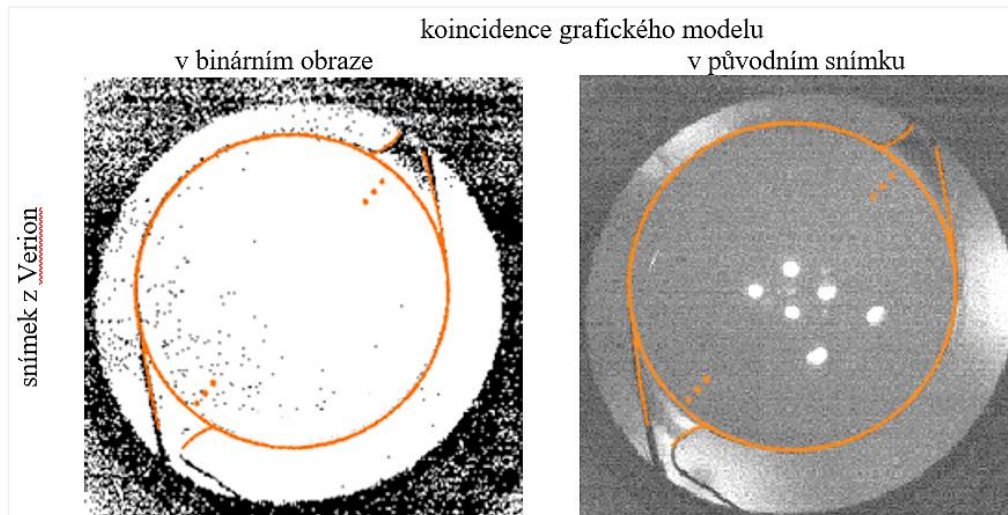 koincidence grafického modelu
v binárním obraze
v původním snímku
snímek z Verion